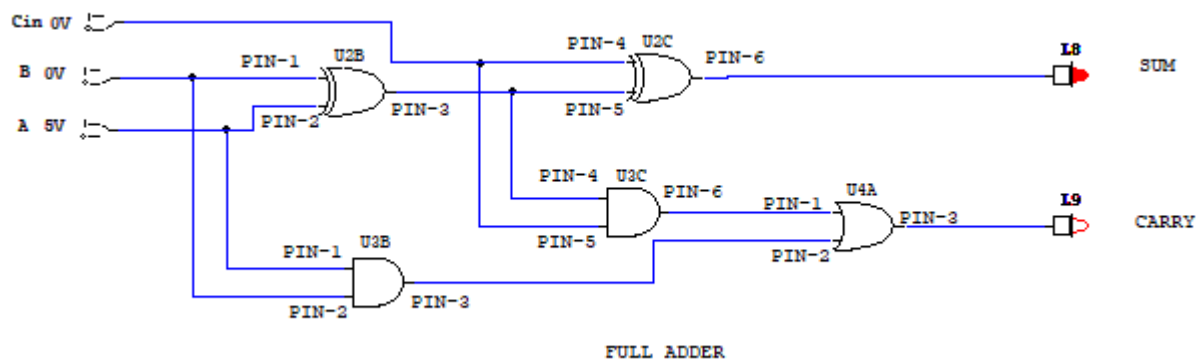 Cin 0V
PIN-4
U2C
PIN-6
L8
SUM
U2B
PIN-1
B 0V
PIN-3
PIN-5
A 5V
PIN-2
U3C
PIN-4
PIN-6
U4A
PIN-1
PIN-3
L9
CARRY
PIN-5
PIN-2
U3B
PIN-1
PIN-3
PIN-2
FULL ADDER